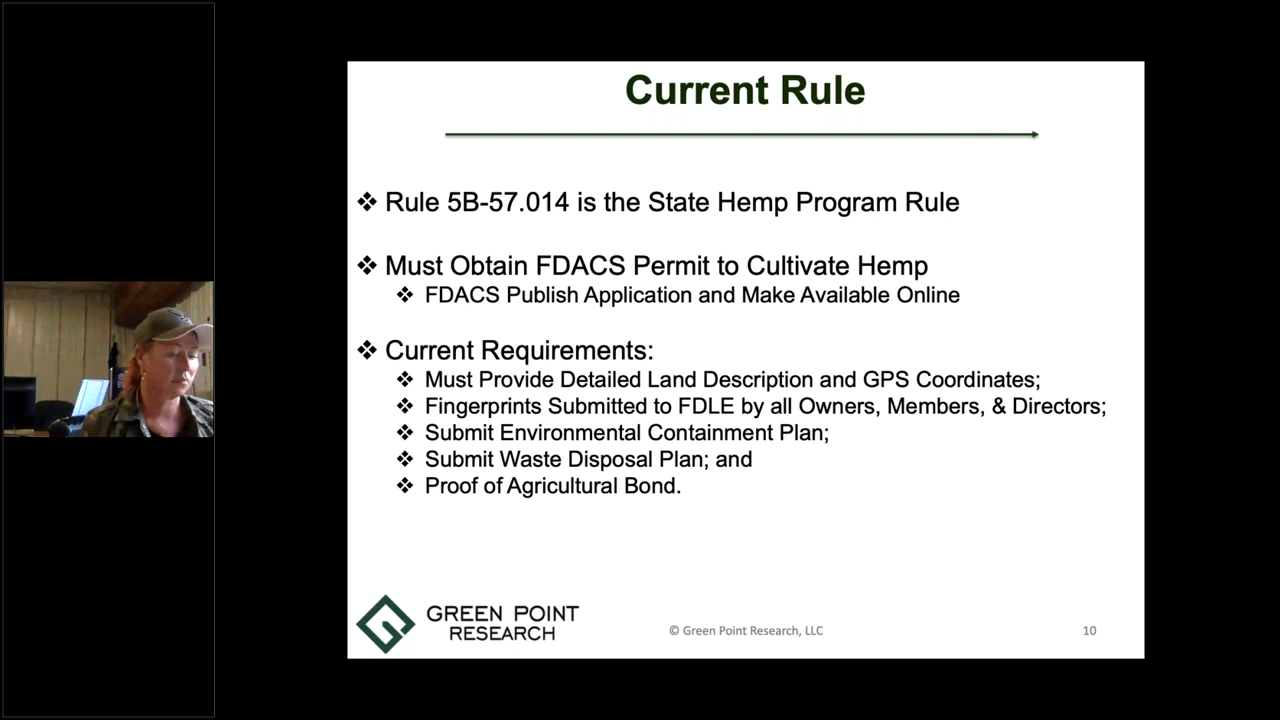 Current Rule
❖ Rule 5B-57.014 is the State Hemp Program Rule
❖ Must Obtain FDACS Permit to Cultivate Hemp
❖ FDACS Publish Application and Make Available Online
❖ Current Requirements:
❖ Must Provide Detailed Land Description and GPS Coordinates;
❖ Fingerprints Submitted to FDLE by all Owners, Members, & Directors;
❖ Submit Environmental Containment Plan;
❖ Submit Waste Disposal Plan; and
❖ Proof of Agricultural Bond.
GREEN POINT
RESEARCH
© Green Point Research, LLC
10